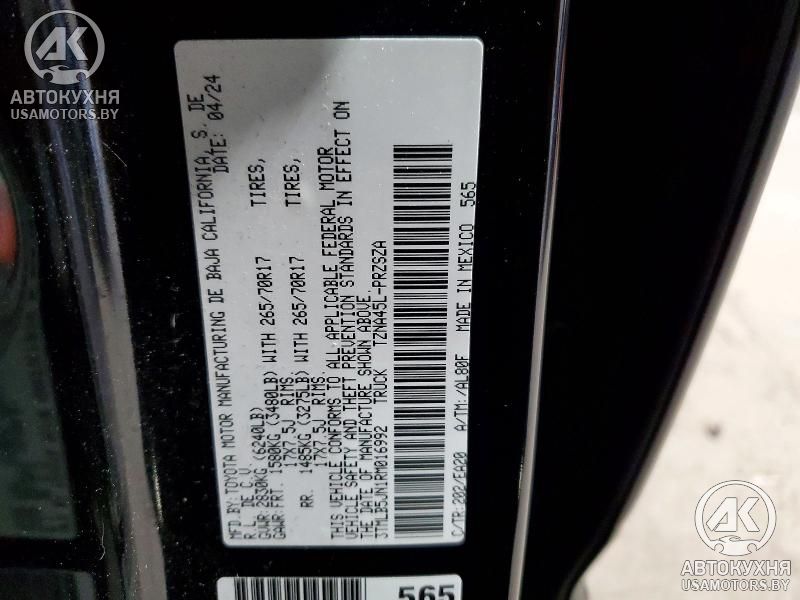 АК
АВТОКУХНЯ
USAMOTORS.BY
MFD.BY: TOYOTA MOTOR MANUFACTURING DE BAJA CALIFORNIA, S. DE
R.L. DE C.V. DATE: 04/24
GVWR: 2830KG (6240LB)
GAWR: FRT. 1580KG (3480LB) WITH 265/70R17 TIRES,
17X7.5J RIMS,
RR. 1485KG (3275LB) WITH 265/70R17 TIRES,
17X7.5J RIMS.
THIS VEHICLE CONFORMS TO ALL APPLICABLE FEDERAL MOTOR
VEHICLE SAFETY AND THEFT PREVENTION STANDARDS IN EFFECT ON
THE DATE OF MANUFACTURE SHOWN ABOVE.
3TMLB5JN1RM016992 TRUCK TZNA45L-PRZSZA
C/TR: 202/EA20 A/TM: /AL80F MADE IN MEXICO 565
565
АК
АВТОКУХНЯ
USAMOTORS.BY